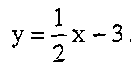 y = 1/2 x − 3.